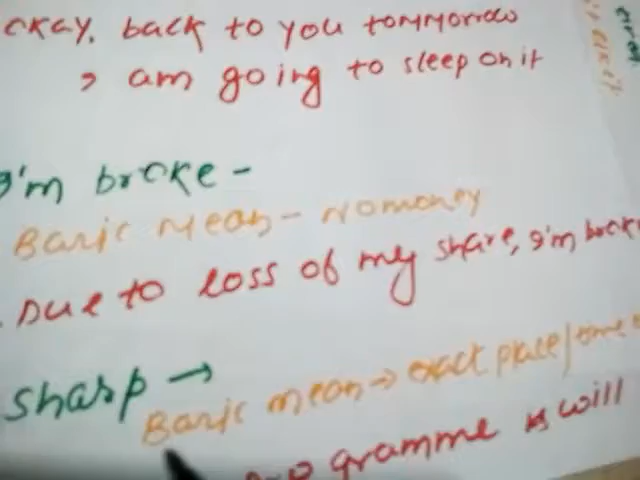 okay. back to you tommorow
I am going to sleep on it
I'm broke -
Basic Mean - No money
. Due to loss of my share, I'm broke
Sharp →
Basic mean → exact place/time
gramme will